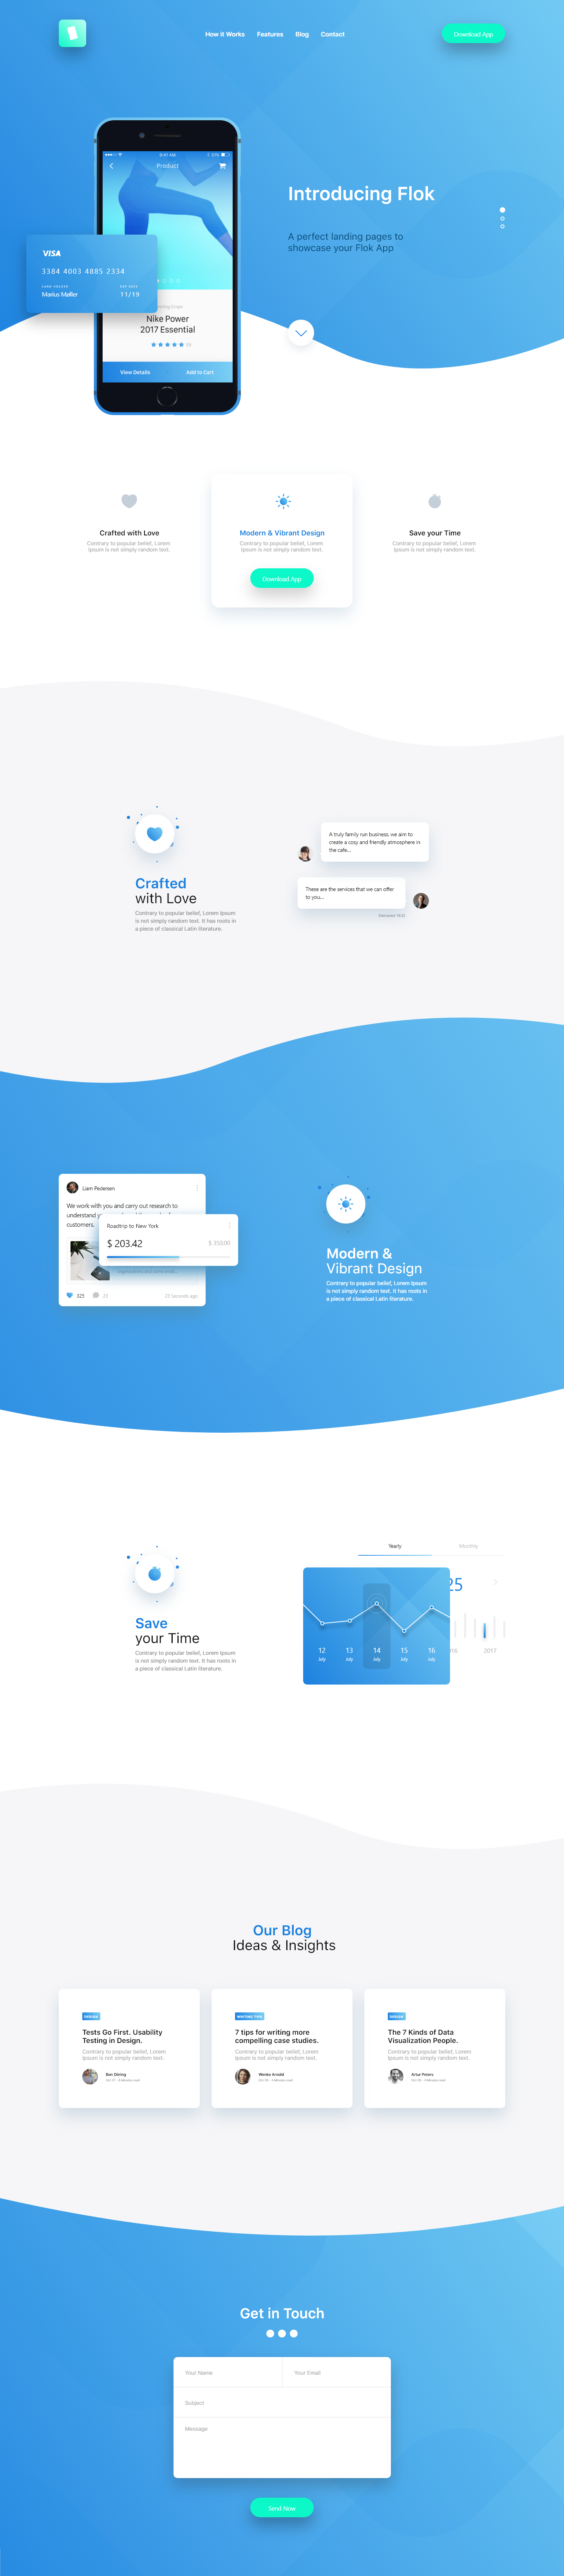 How it Works
Features
Blog
Contact
Download App
9:41 AM
Product
Introducing Flok
A perfect landing pages to
showcase your Flok App
VISA
3384 4003 4885 2334
CARD HOLDER
EXP DATE
Marius Møller
11/19
Nike Power
2017 Essential
View Details
Add to Cart
Crafted with Love
Contrary to popular belief, Lorem
Ipsum is not simply random text.
Modern & Vibrant Design
Contrary to popular belief, Lorem
Ipsum is not simply random text.
Download App
Save your Time
Contrary to popular belief, Lorem
Ipsum is not simply random text.
Crafted
with Love
Contrary to popular belief, Lorem Ipsum
is not simply random text. It has roots in
a piece of classical Latin literature.
A truly family run business. we aim to
create a cosy and friendly atmosphere in
the cafe...
These are the services that we can offer
to you...
Liam Pedersen
We work with you and carry out research to
understand
customers.
Roadtrip to New York
$ 203.42
$ 350.00
325
23 Seconds ago
Modern &
Vibrant Design
Contrary to popular belief, Lorem Ipsum
is not simply random text. It has roots in
a piece of classical Latin literature.
Save
your Time
Contrary to popular belief, Lorem Ipsum
is not simply random text. It has roots in
a piece of classical Latin literature.
Yearly
Monthly
25
12
13
14
15
16
July
July
July
July
July
2017
Our Blog
Ideas & Insights
DESIGN
Tests Go First. Usability
Testing in Design.
Contrary to popular belief, Lorem
Ipsum is not simply random text.
Ben Döring
WRITING TIPS
7 tips for writing more
compelling case studies.
Contrary to popular belief, Lorem
Ipsum is not simply random text.
Wenke Arnold
DESIGN
The 7 Kinds of Data
Visualization People.
Contrary to popular belief, Lorem
Ipsum is not simply random text.
Artur Peters
Get in Touch
Your Name
Your Email
Subject
Message
Send Now